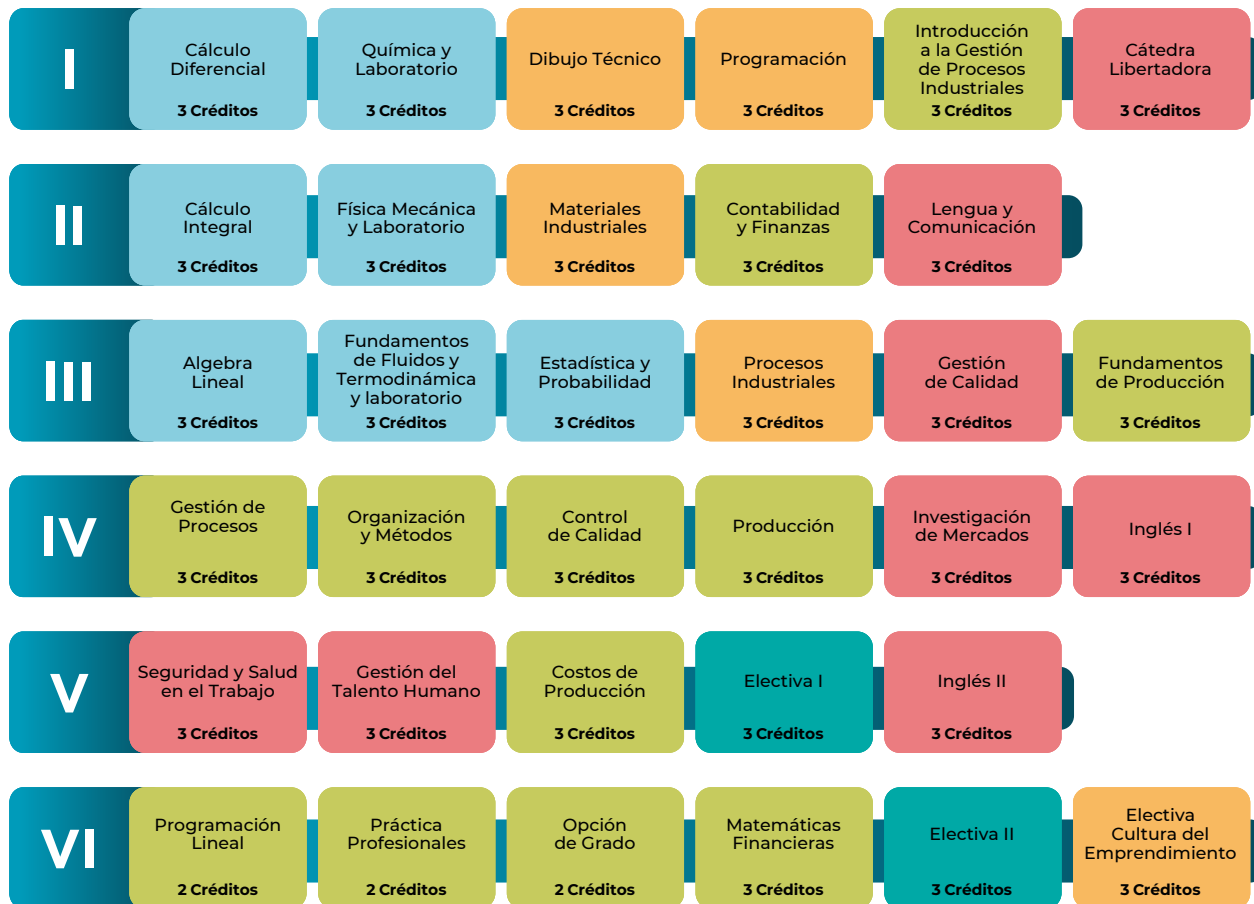 I
Cálculo
Diferencial
3 Créditos
Química y
Laboratorio
3 Créditos
Dibujo Técnico
3 Créditos
Programación
3 Créditos
Introducción
a la Gestión
de Procesos
Industriales
3 Créditos
Cátedra
Libertadora
3 Créditos
II
Cálculo
Integral
3 Créditos
Física Mecánica
y Laboratorio
3 Créditos
Materiales
Industriales
3 Créditos
Contabilidad
y Finanzas
3 Créditos
Lengua y
Comunicación
3 Créditos
III
Algebra
Lineal
3 Créditos
Fundamentos
de Fluidos y
Termodinámica
y laboratorio
3 Créditos
Estadística y
Probabilidad
3 Créditos
Procesos
Industriales
3 Créditos
Gestión
de Calidad
3 Créditos
Fundamentos
de Producción
3 Créditos
IV
Gestión de
Procesos
3 Créditos
Organización
y Métodos
3 Créditos
Control
de Calidad
3 Créditos
Producción
3 Créditos
Investigación
de Mercados
3 Créditos
Inglés I
3 Créditos
V
Seguridad y Salud
en el Trabajo
3 Créditos
Gestión del
Talento Humano
3 Créditos
Costos de
Producción
3 Créditos
Electiva I
3 Créditos
Inglés II
3 Créditos
VI
Programación
Lineal
2 Créditos
Práctica
Profesionales
2 Créditos
Opción
de Grado
2 Créditos
Matemáticas
Financieras
3 Créditos
Electiva II
3 Créditos
Electiva
Cultura del
Emprendimiento
3 Créditos